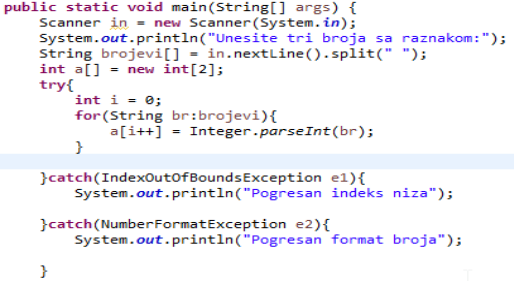 public static void main(String[] args) {
Scanner in = new Scanner(System.in);
System.out.println("Unesite tri broja sa raznakom:");
String brojevi[] = in.nextLine().split(" ");
int a[] = new int[2];
try{
int i = 0;
for(String br:brojevi){
a[i++] = Integer.parseInt(br);
}
}catch(IndexOutOfBoundsException e1){
System.out.println("Pogresan indeks niza");
}catch(NumberFormatException e2){
System.out.println("Pogresan format broja");
}